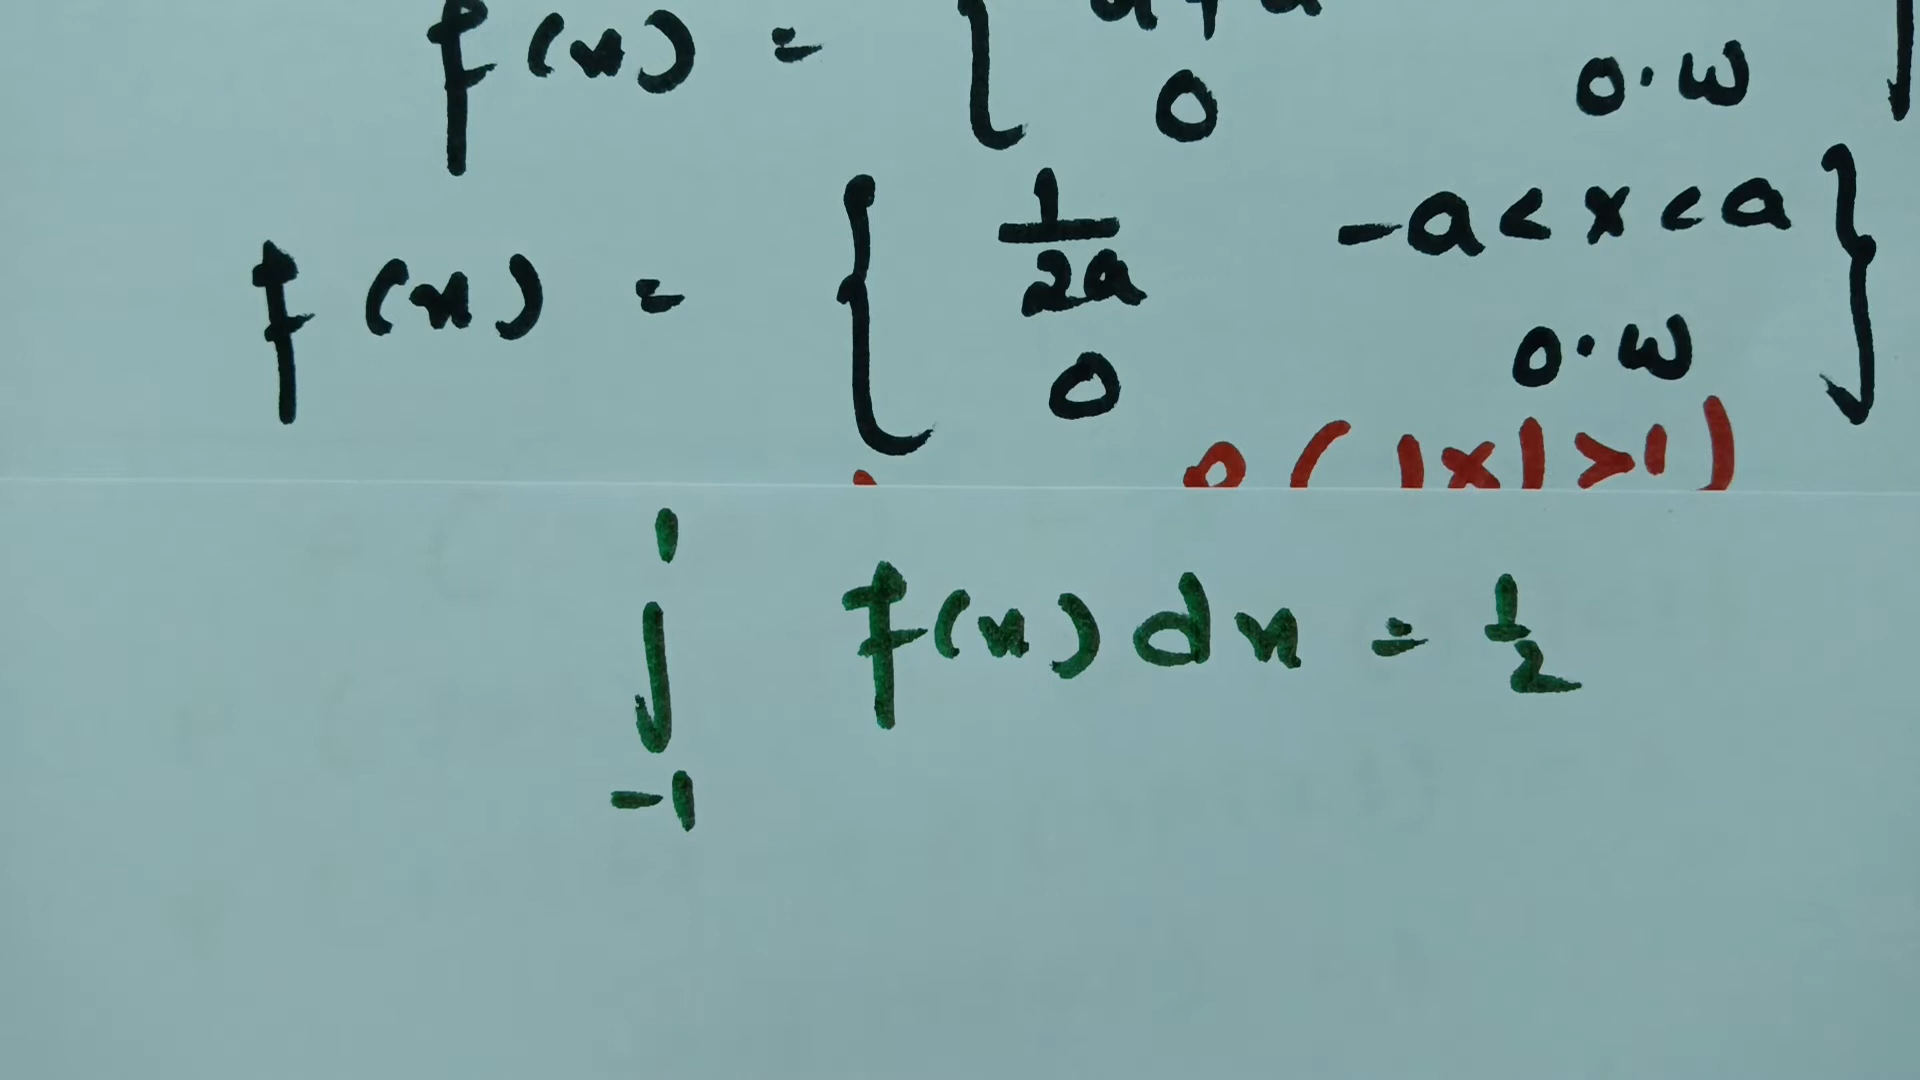 f(x) = {
0 o.w
f(x) = { 1/2a -a<x<a }
0 o.w
P(|x|>1)
∫_{-1}^{1} f(x)dx = 1/2